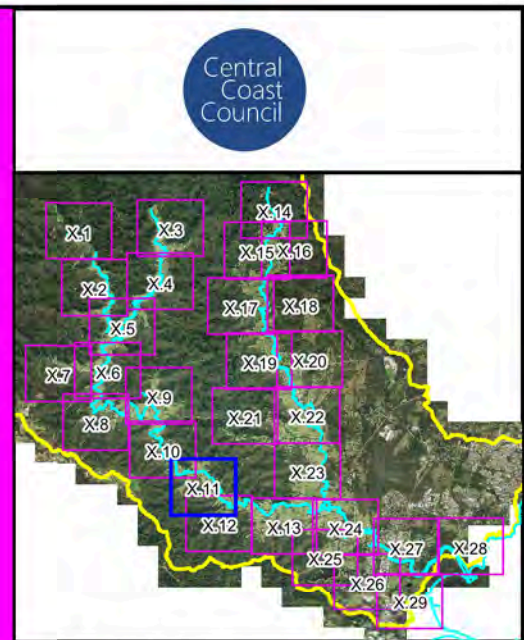 Central
Coast
Council
X.1
X.3
X.14
X.15
X.16
X.2
X.4
X.17
X.18
X.5
X.7
X.6
X.19
X.20
X.8
X.9
X.21
X.22
X.10
X.23
X.11
X.12
X.13
X.24
X.25
X.27
X.28
X.26
X.29